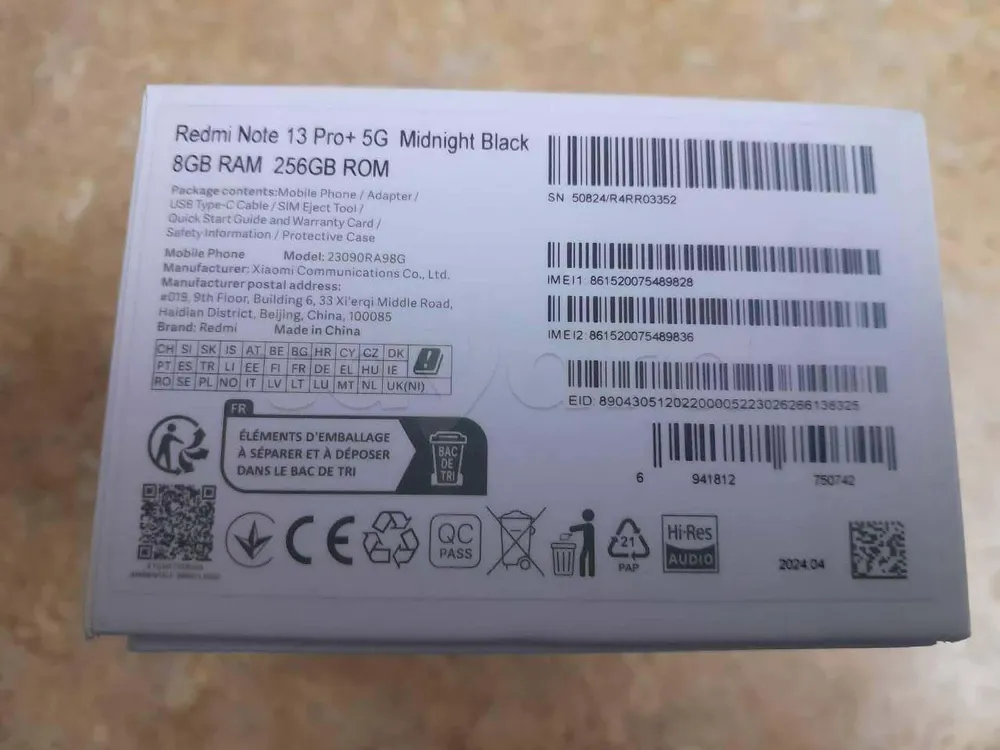 Redmi Note 13 Pro+ 5G Midnight Black
8GB RAM 256GB ROM
Package contents:Mobile Phone / Adapter /
USB Type-C Cable / SIM Eject Tool /
Quick Start Guide and Warranty Card /
Safety Information / Protective Case
Mobile Phone Model: 23090RA98G
Manufacturer: Xiaomi Communications Co., Ltd.
Manufacturer postal address:
#019, 9th Floor, Building 6, 33 Xi'erqi Middle Road,
Haidian District, Beijing, China, 100085
Brand: Redmi Made in China
CH SI SK IS AT BE BG HR CY CZ DK
PT ES TR LI EE FI FR DE EL HU IE
RO SE PL NO IT LV LT LU MT NL UK(NI)
FR
ÉLÉMENTS D'EMBALLAGE
À SÉPARER ET À DÉPOSER
DANS LE BAC DE TRI
BAC
DE
TRI
SN 50824/R4RR03352
IMEI1: 861520075489828
IMEI2: 861520075489836
EID: 89043051202200005223026266138325
6 941812 750742
CE
QC
PASS
21
PAP
Hi-Res
AUDIO
2024.04